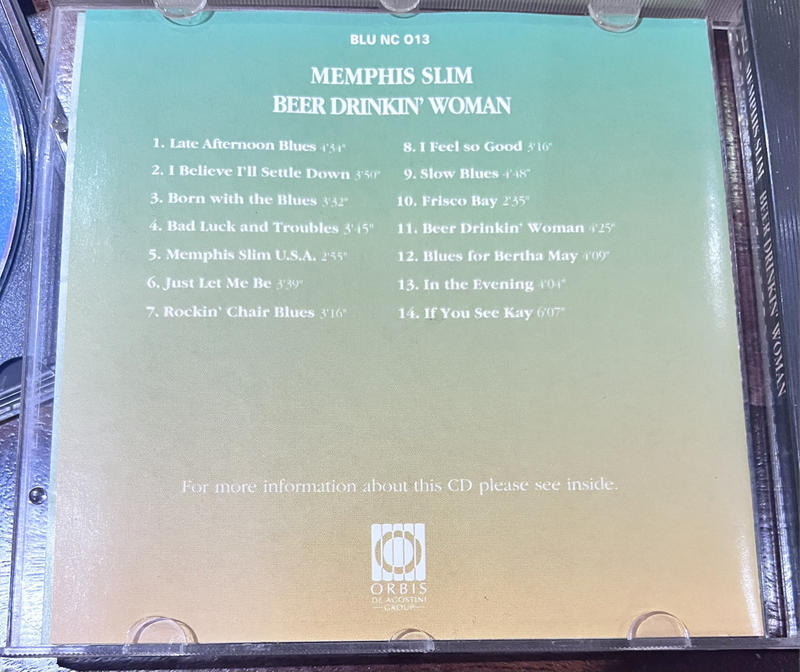 BLU NC 013
MEMPHIS SLIM
BEER DRINKIN' WOMAN
1. Late Afternoon Blues 4'34"
2. I Believe I'll Settle Down 3'50"
3. Born with the Blues 3'32"
4. Bad Luck and Troubles 3'45"
5. Memphis Slim U.S.A. 2'55"
6. Just Let Me Be 3'39"
7. Rockin' Chair Blues 3'16"
8. I Feel so Good 3'16"
9. Slow Blues 4'48"
10. Frisco Bay 2'35"
11. Beer Drinkin' Woman 4'25"
12. Blues for Bertha May 4'09"
13. In the Evening 4'04"
14. If You See Kay 6'07"
For more information about this CD please see inside.
ORBIS
DE AGOSTINI
GROUP
MEMPHIS SLIM BEER DRINKIN' WOMAN